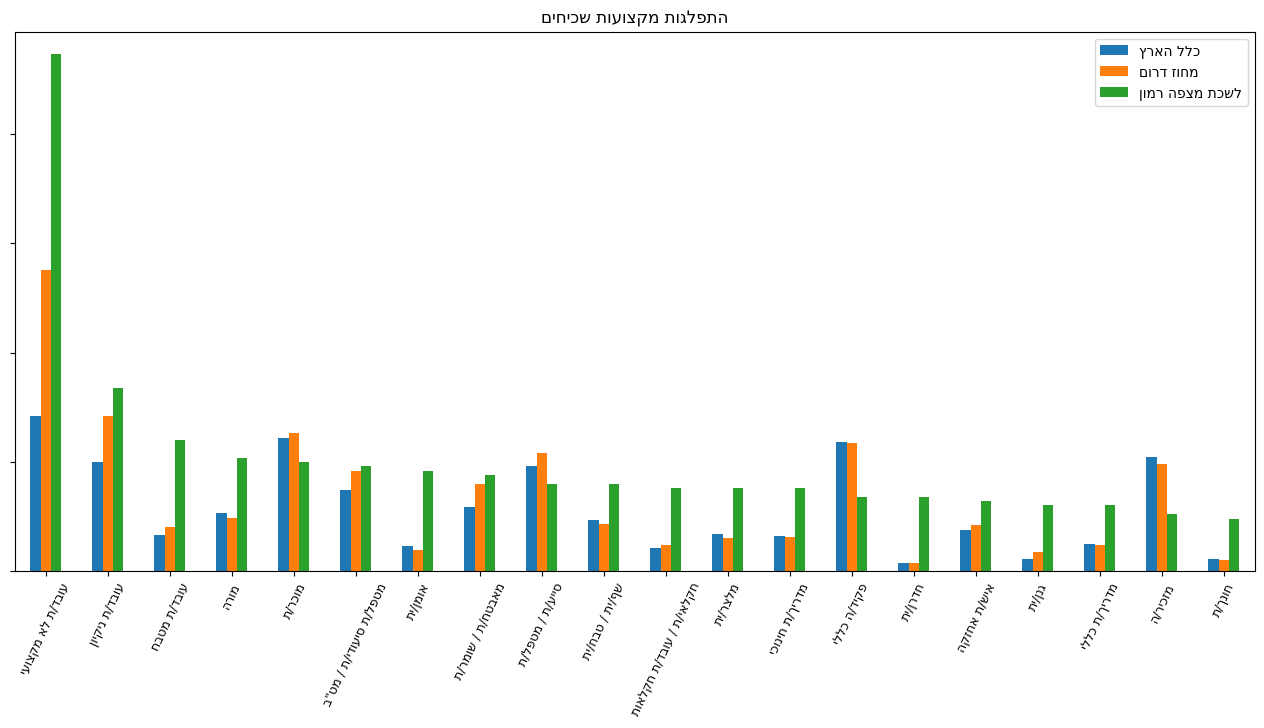 התפלגות מקצועות שכיחים
כלל הארץ
מחוז דרום
לשכת מצפה רמון
עובד/ת לא מקצועי
עובד/ת ניקיון
עובד/ת מטבח
מורה
מוכר/ת
מטפל/ת סיעודי/ת / מט"ב
אומן/ית
מאבטח/ת / שומר/ת
סייע/ת / מטפל/ת
שף/ית / טבח/ית
חקלאי/ת / עובד/ת חקלאות
מלצר/ית
מדריך/ת חינוכי
פקיד/ה כללי
חדרן/ית
איש/ת אחזקה
גנן/ית
מדריך/ת כללי
מזכיר/ה
חונך/ת